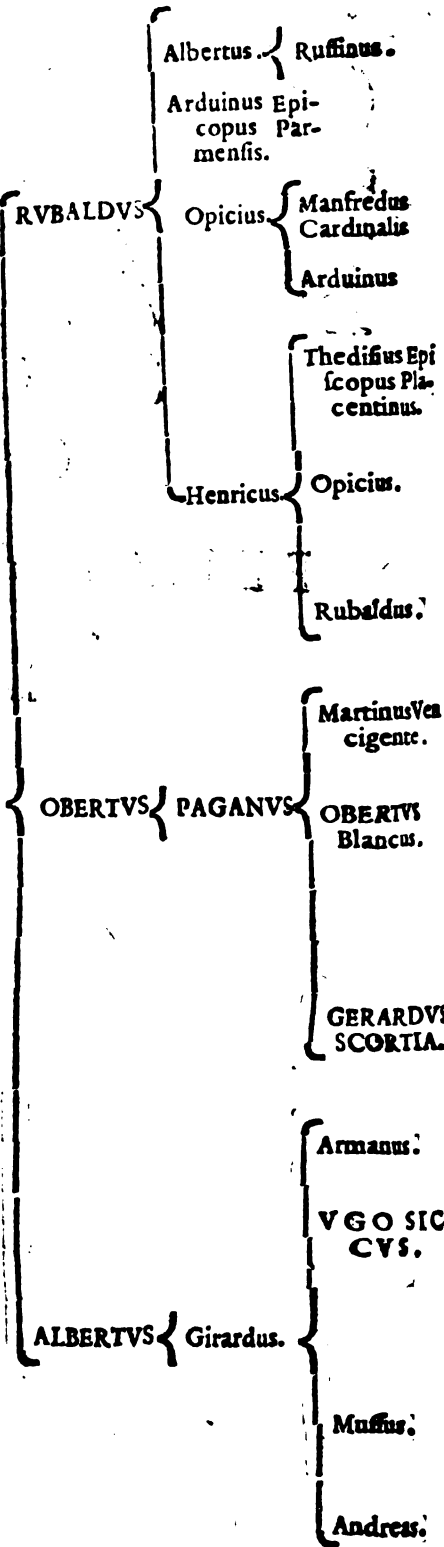 Albertus. Ruffinus.
Arduinus Epi-
copus Par-
mensis.
RVBALDVS Opicius. Manfredus
Cardinalis
Arduinus
Thedisius Epi
scopus Pla-
centinus.
Henricus. Opicius.
Rubaldus.
Martinus Ven
cigente.
OBERTVS PAGANVS OBERTVS
Blancus.
GERARDVS
SCORTIA.
Armanus.
VGO SIC
CVS.
ALBERTVS Girardus.
Muffus.
Andreas.